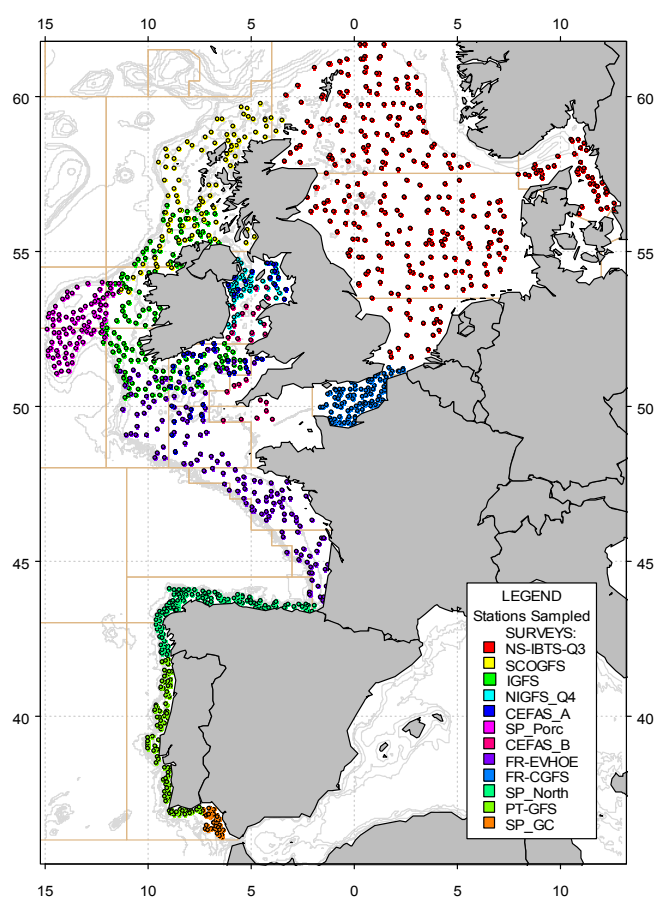 15 10 5 0 5 10
60 60
55 55
50 50
45 45
40 40
LEGEND
Stations Sampled
SURVEYS:
NS-IBTS-Q3
SCOGFS
IGFS
NIGFS_Q4
CEFAS_A
SP_Porc
CEFAS_B
FR-EVHOE
FR-CGFS
SP_North
PT-GFS
SP_GC
15 10 5 0 5 10